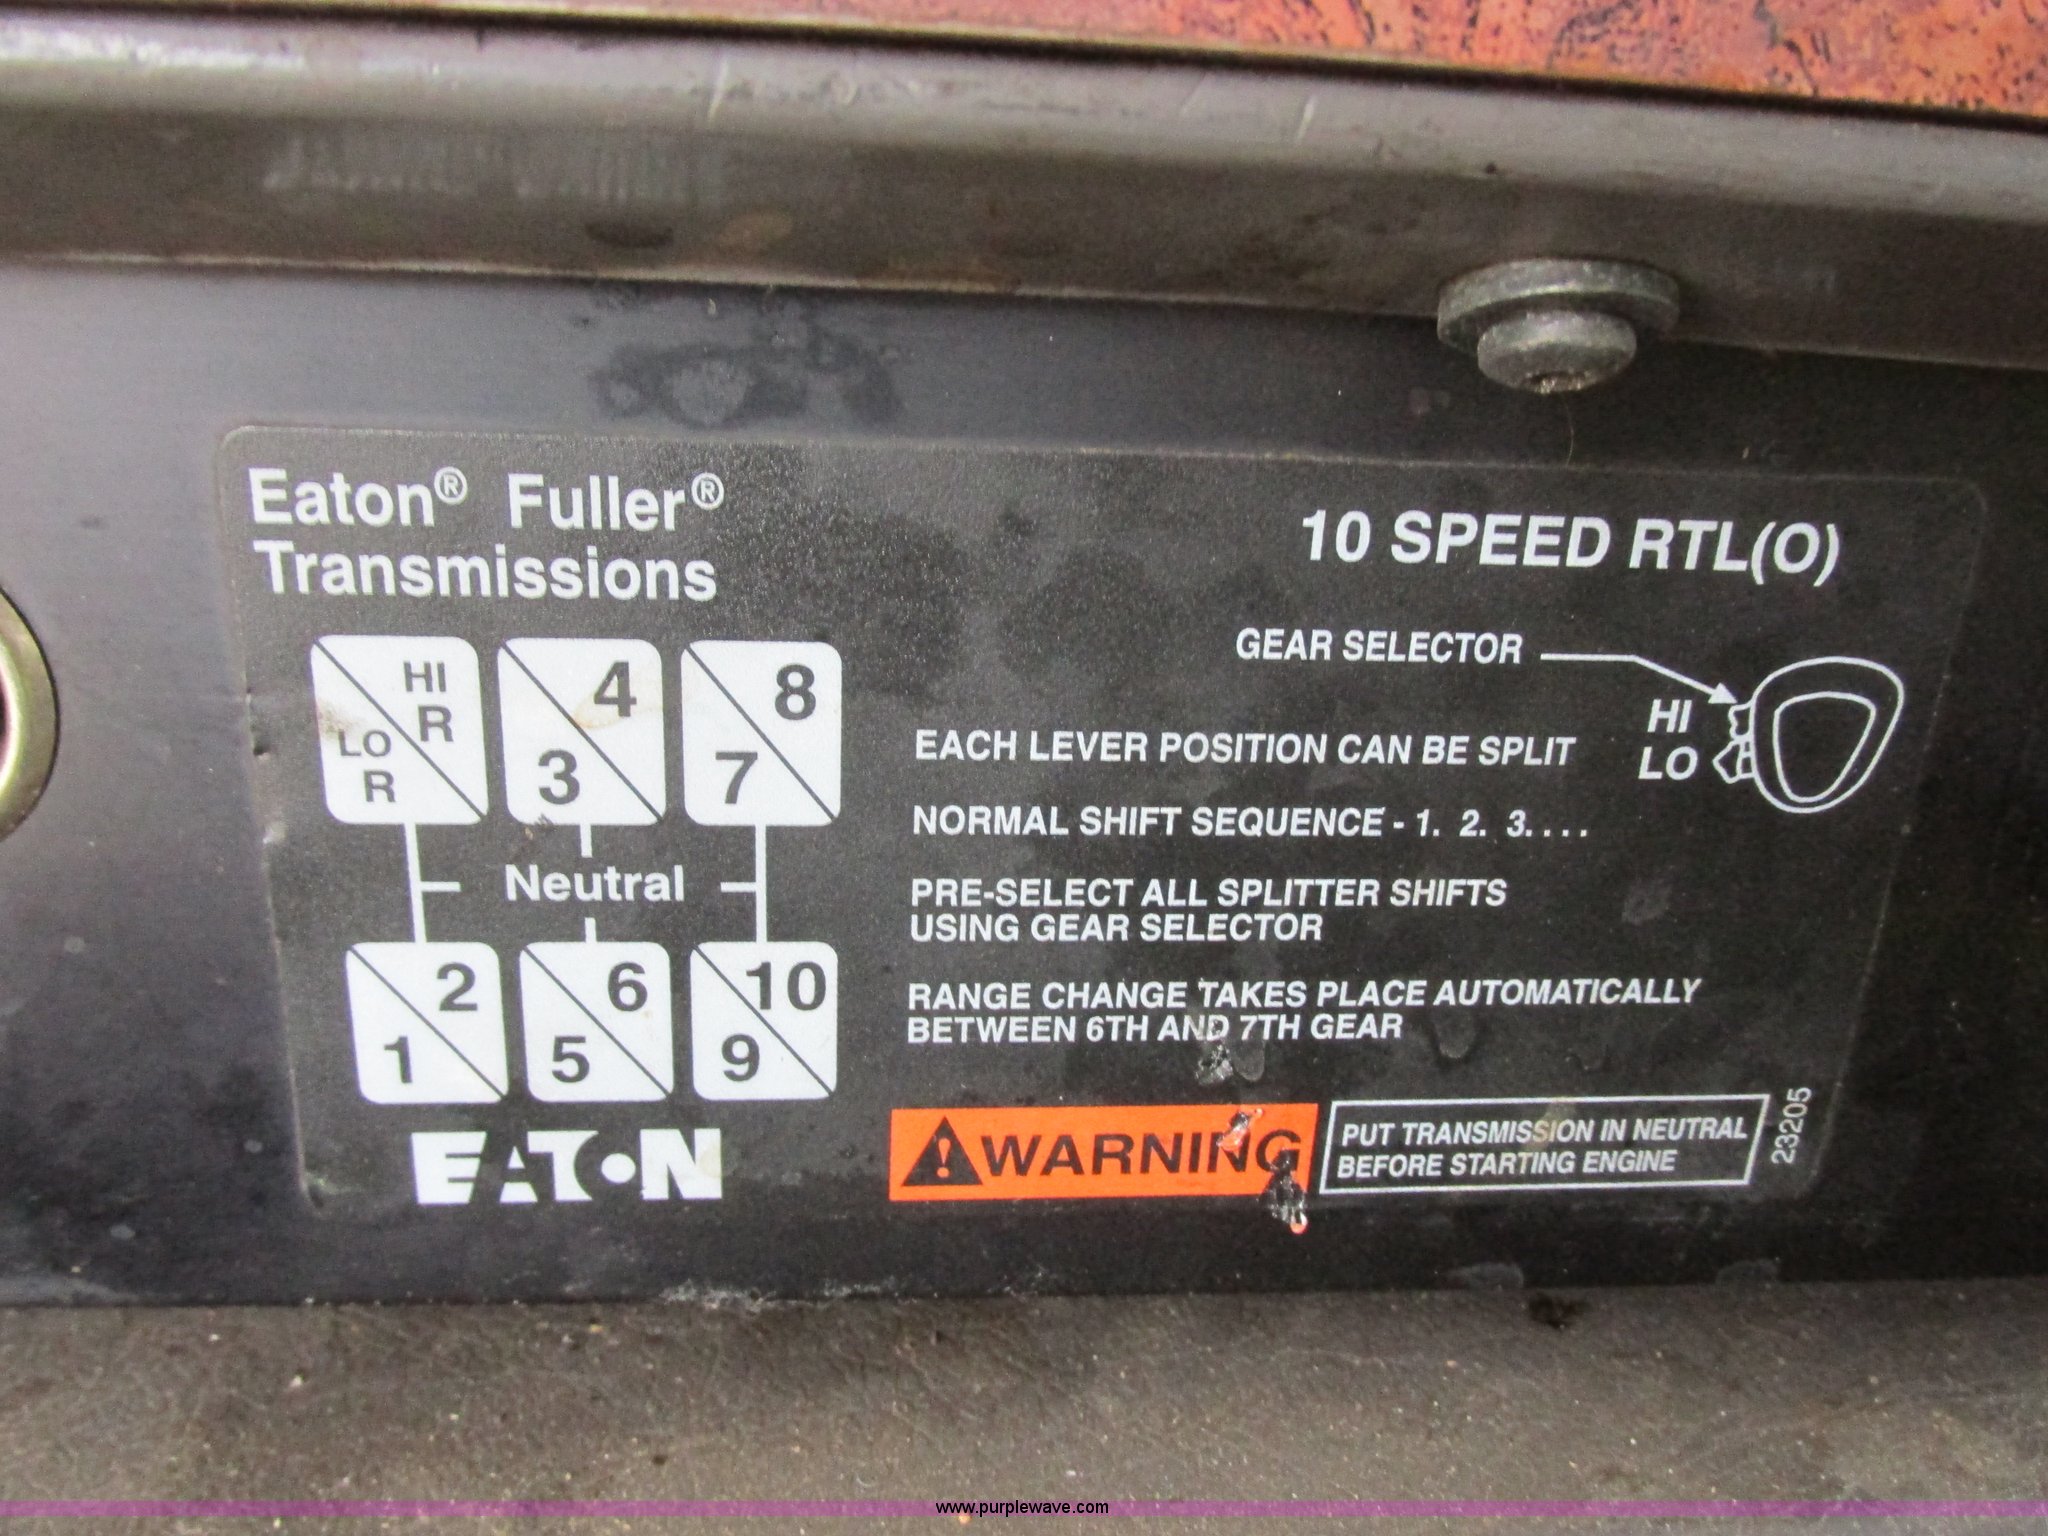 Eaton® Fuller®
Transmissions
10 SPEED RTL(O)
GEAR SELECTOR
HI
LO
HI
R
LO
R
4
3
8
7
Neutral
2
1
6
5
10
9
EATON
EACH LEVER POSITION CAN BE SPLIT
NORMAL SHIFT SEQUENCE - 1. 2. 3. . . .
PRE-SELECT ALL SPLITTER SHIFTS
USING GEAR SELECTOR
RANGE CHANGE TAKES PLACE AUTOMATICALLY
BETWEEN 6TH AND 7TH GEAR
! WARNING
PUT TRANSMISSION IN NEUTRAL
BEFORE STARTING ENGINE
23205
www.purplewave.com